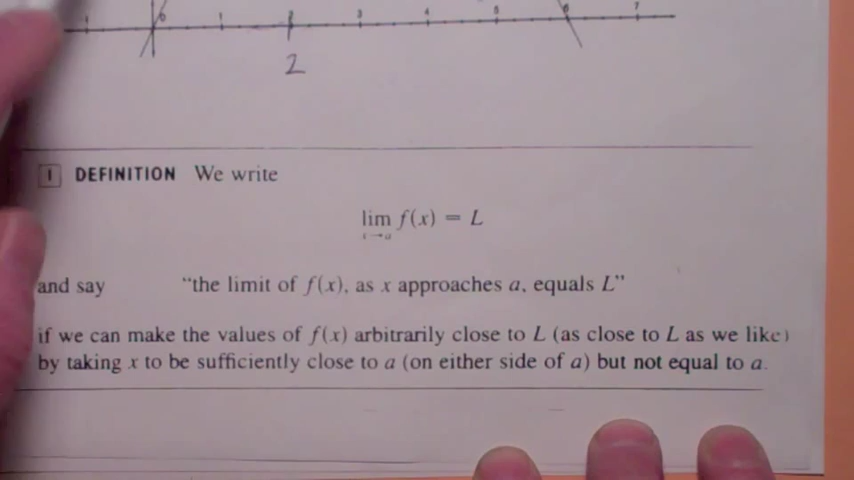 0 1 2 3 4 5 6 7
2
1 DEFINITION We write
lim f(x) = L
x→a
and say "the limit of f(x), as x approaches a, equals L"
if we can make the values of f(x) arbitrarily close to L (as close to L as we like)
by taking x to be sufficiently close to a (on either side of a) but not equal to a.